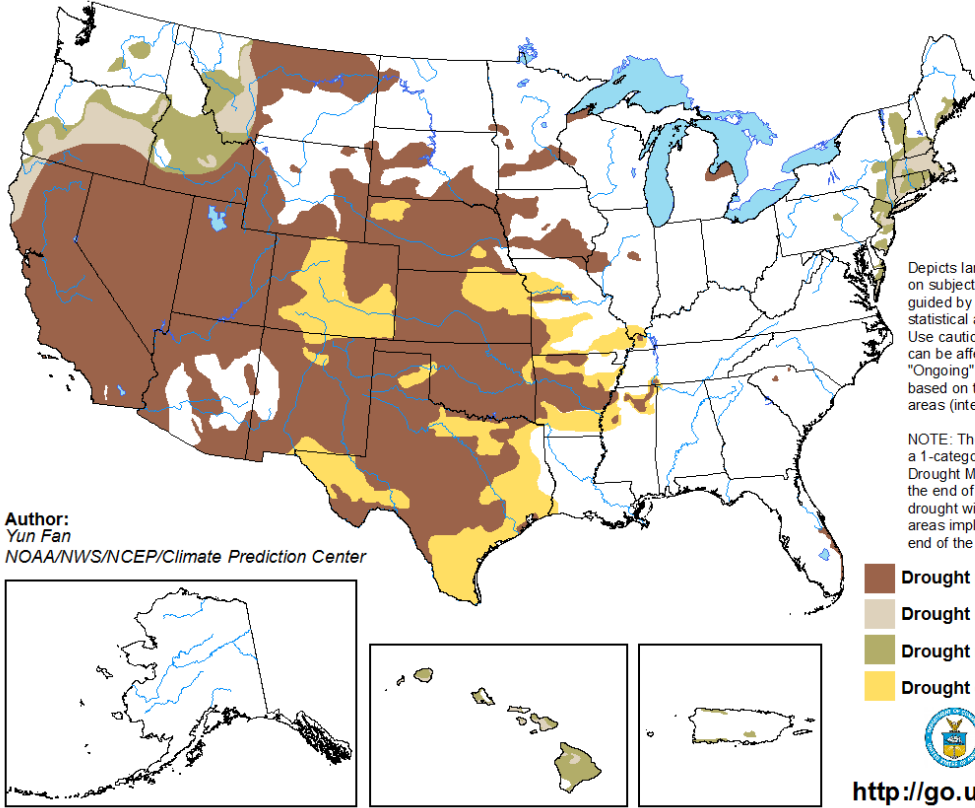 Depicts lar
on subject
guided by
statistical a
Use cautic
can be affe
"Ongoing"
based on t
areas (inte
NOTE: Th
a 1-catego
Drought M
the end of
drought wi
areas impl
end of the
Author:
Yun Fan
NOAA/NWS/NCEP/Climate Prediction Center
Drought
Drought
Drought
Drought
http://go.u